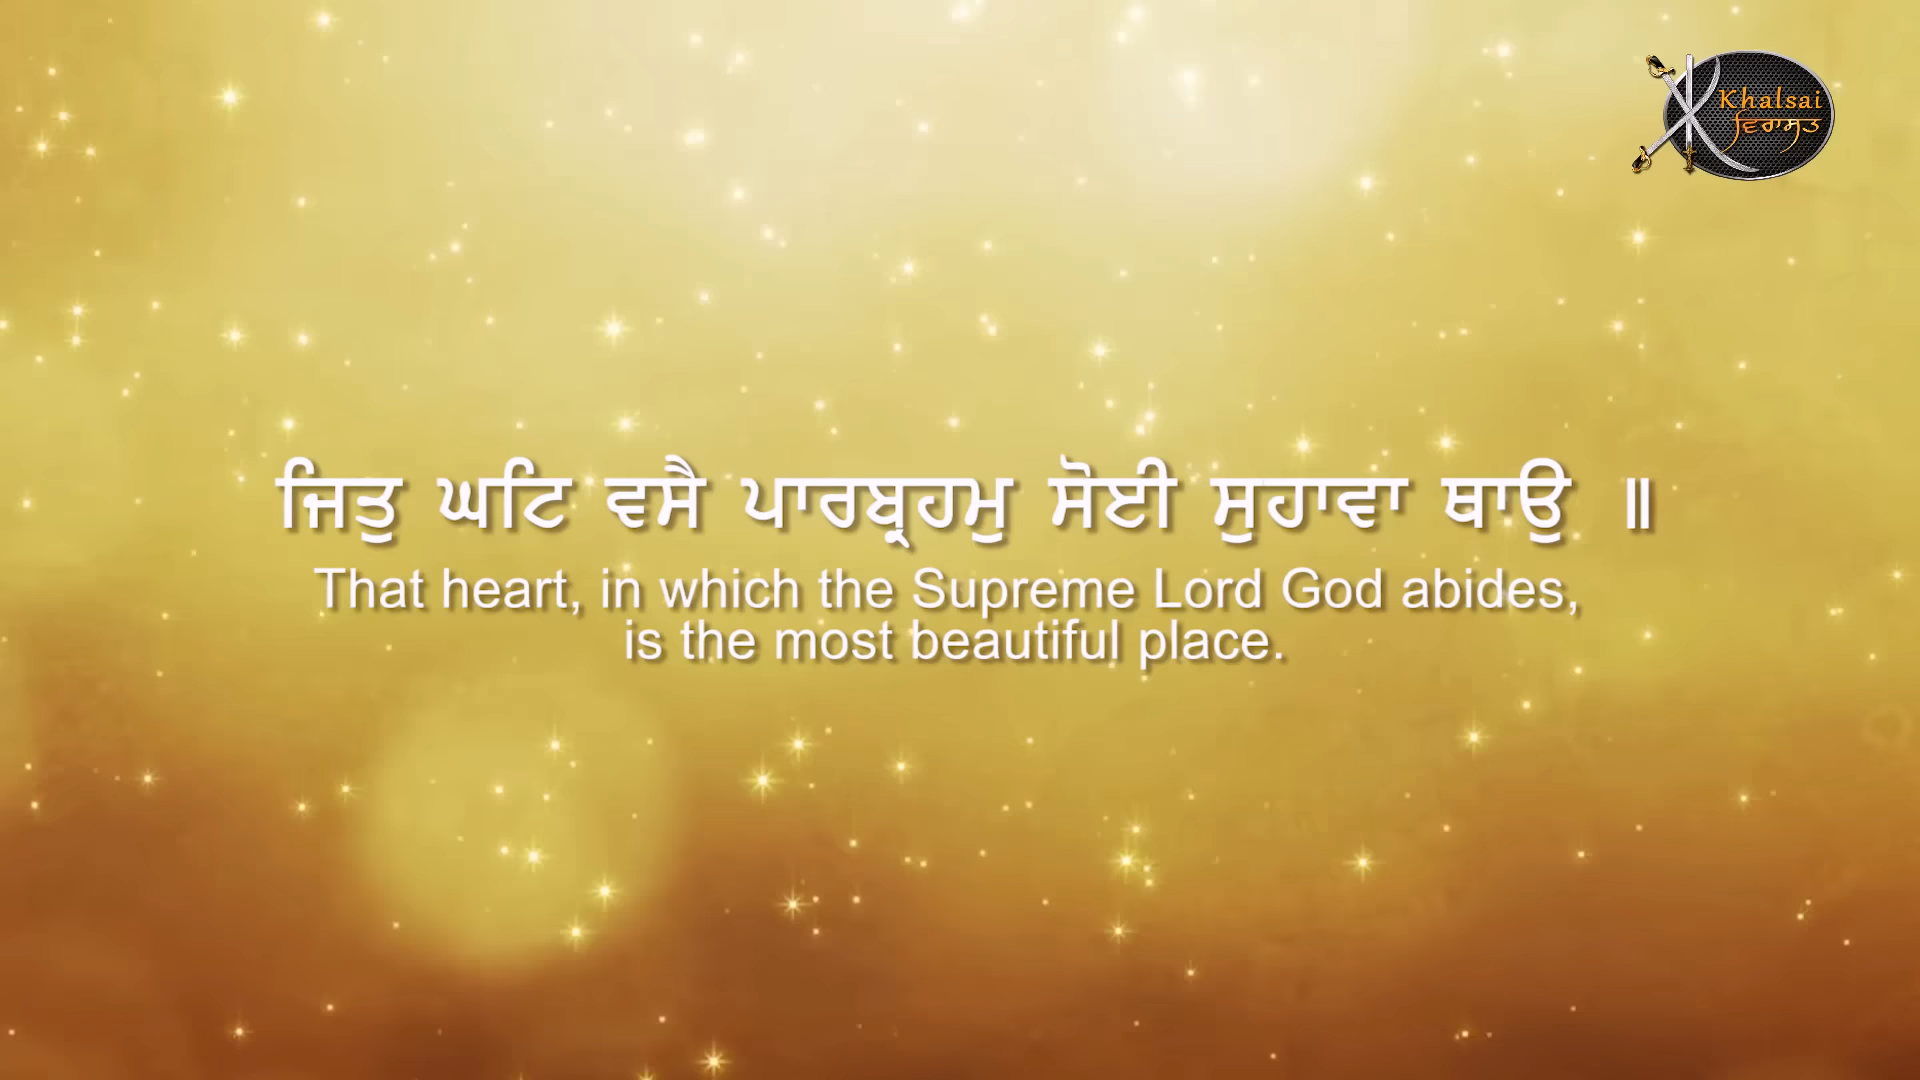 Khalsai
ਵਿਰਾਸਤ
ਜਿਤੁ ਘਟਿ ਵਸੈ ਪਾਰਬ੍ਰਹਮੁ ਸੋਈ ਸੁਹਾਵਾ ਥਾਉ ॥
That heart, in which the Supreme Lord God abides,
is the most beautiful place.